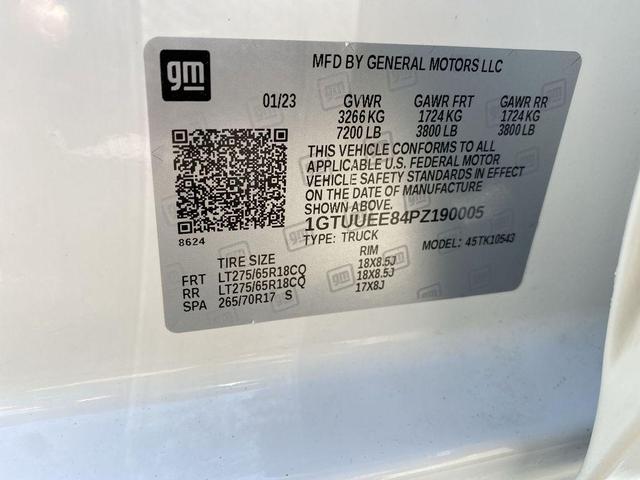 gm
MFD BY GENERAL MOTORS LLC
01/23 GVWR GAWR FRT GAWR RR
3266 KG 1724 KG 1724 KG
7200 LB 3800 LB 3800 LB
THIS VEHICLE CONFORMS TO ALL
APPLICABLE U.S. FEDERAL MOTOR
VEHICLE SAFETY STANDARDS IN EFFECT
ON THE DATE OF MANUFACTURE
SHOWN ABOVE.
1GTUUEE84PZ190005
8624
TYPE: TRUCK MODEL: 45TK10543
TIRE SIZE RIM
FRT LT275/65R18CQ 18X8.5J
RR LT275/65R18CQ 18X8.5J
SPA 265/70R17 S 17X8J